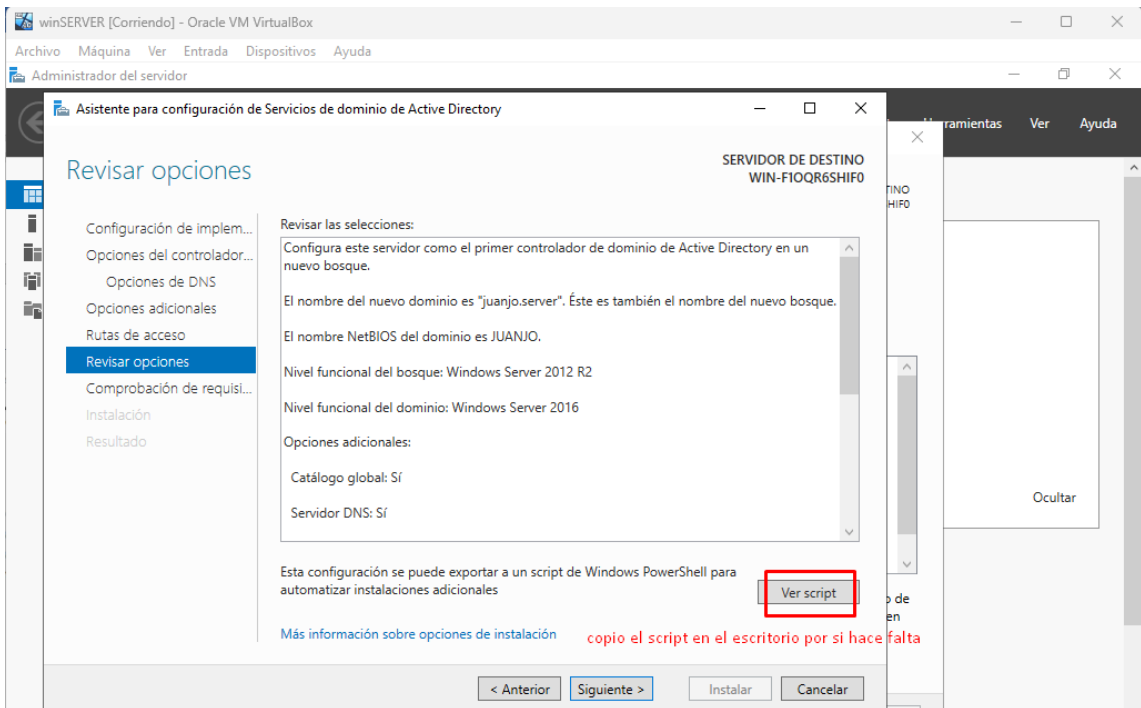 winSERVER [Corriendo] - Oracle VM VirtualBox
Archivo Máquina Ver Entrada Dispositivos Ayuda
Administrador del servidor
Asistente para configuración de Servicios de dominio de Active Directory
ramientas Ver Ayuda
Revisar opciones
SERVIDOR DE DESTINO
WIN-F1OQR6SHIF0
TINO
HIF0
Configuración de implem...
Opciones del controlador...
Opciones de DNS
Opciones adicionales
Rutas de acceso
Revisar opciones
Comprobación de requisi...
Instalación
Resultado
Revisar las selecciones:
Configura este servidor como el primer controlador de dominio de Active Directory en un
nuevo bosque.
El nombre del nuevo dominio es "juanjo.server". Éste es también el nombre del nuevo bosque.
El nombre NetBIOS del dominio es JUANJO.
Nivel funcional del bosque: Windows Server 2012 R2
Nivel funcional del dominio: Windows Server 2016
Opciones adicionales:
Catálogo global: Sí
Servidor DNS: Sí
Ocultar
Esta configuración se puede exportar a un script de Windows PowerShell para
automatizar instalaciones adicionales
Ver script
o de
en
Más información sobre opciones de instalación
copio el script en el escritorio por si hace falta
< Anterior Siguiente > Instalar Cancelar